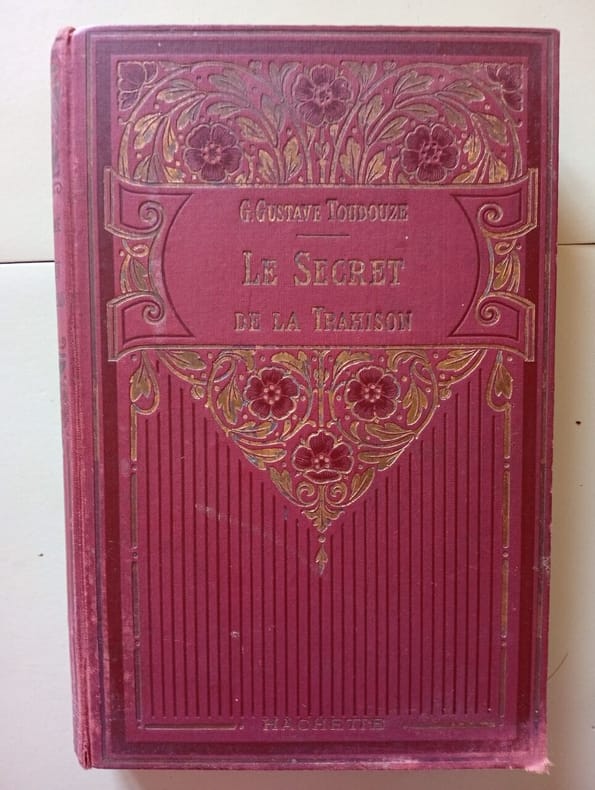 G. GUSTAVE TOUDOUZE
LE SECRET
DE LA TRAHISON
HACHETTE